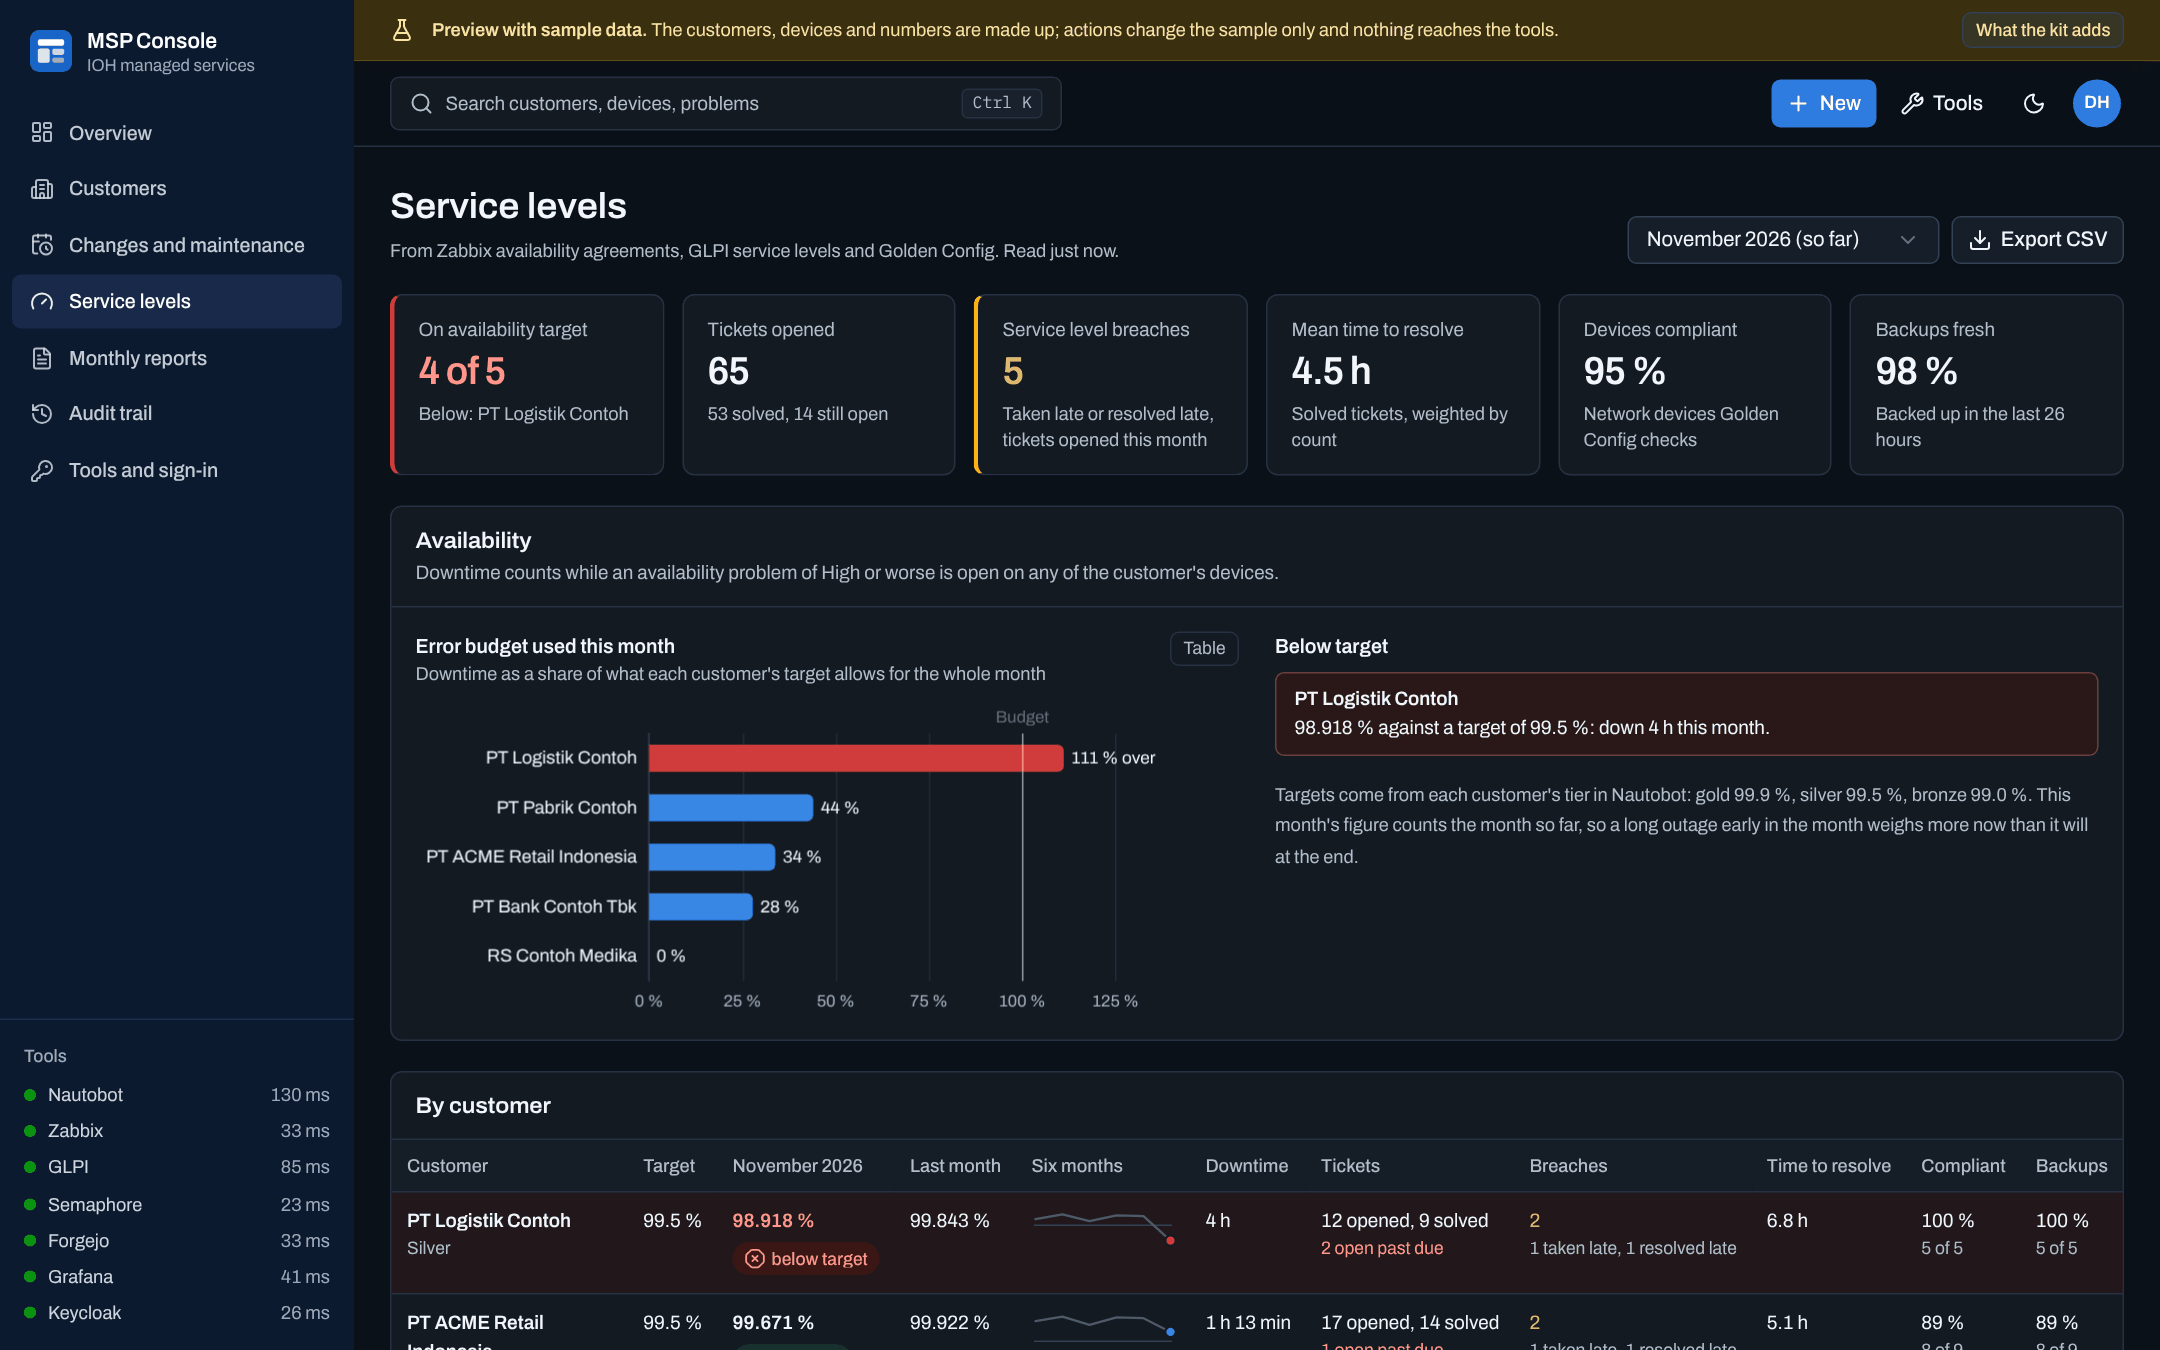 MSP Console
IOH managed services
Overview
Customers
Changes and maintenance
Service levels
Monthly reports
Audit trail
Tools and sign-in
Tools
Nautobot 130 ms
Zabbix 33 ms
GLPI 85 ms
Semaphore 23 ms
Forgejo 33 ms
Grafana 41 ms
Keycloak 26 ms
Preview with sample data. The customers, devices and numbers are made up; actions change the sample only and nothing reaches the tools.
What the kit adds
Search customers, devices, problems Ctrl K
New
Tools
DH
Service levels
From Zabbix availability agreements, GLPI service levels and Golden Config. Read just now.
November 2026 (so far)
Export CSV
On availability target
4 of 5
Below: PT Logistik Contoh
Tickets opened
65
53 solved, 14 still open
Service level breaches
5
Taken late or resolved late,
tickets opened this month
Mean time to resolve
4.5 h
Solved tickets, weighted by
count
Devices compliant
95 %
Network devices Golden
Config checks
Backups fresh
98 %
Backed up in the last 26
hours
Availability
Downtime counts while an availability problem of High or worse is open on any of the customer's devices.
Error budget used this month
Downtime as a share of what each customer's target allows for the whole month
Table
Budget
PT Logistik Contoh 111 % over
PT Pabrik Contoh 44 %
PT ACME Retail Indonesia 34 %
PT Bank Contoh Tbk 28 %
RS Contoh Medika 0 %
0 % 25 % 50 % 75 % 100 % 125 %
Below target
PT Logistik Contoh
98.918 % against a target of 99.5 %: down 4 h this month.
Targets come from each customer's tier in Nautobot: gold 99.9 %, silver 99.5 %, bronze 99.0 %. This
month's figure counts the month so far, so a long outage early in the month weighs more now than it will
at the end.
By customer
Customer Target November 2026 Last month Six months Downtime Tickets Breaches Time to resolve Compliant Backups
PT Logistik Contoh 99.5 % 98.918 % 99.843 % 4 h 12 opened, 9 solved 2 6.8 h 100 % 100 %
Silver below target 2 open past due 1 taken late, 1 resolved late 5 of 5 5 of 5
PT ACME Retail 99.5 % 99.671 % 99.922 % 1 h 13 min 17 opened, 14 solved 2 5.1 h 89 % 89 %
Indonesia 1 open past due 1 taken late, 1 resolved late 8 of 9 8 of 9